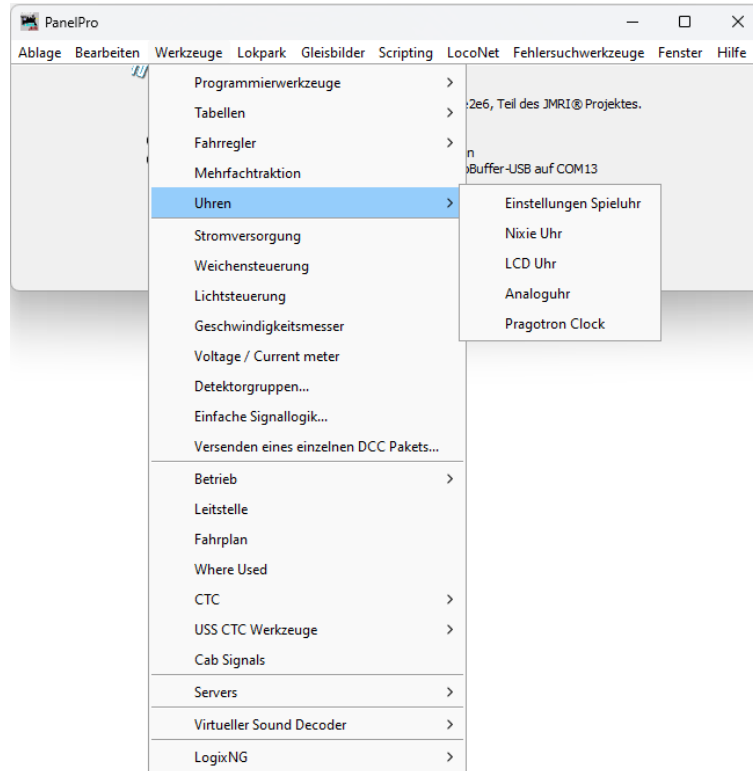 PanelPro
Ablage Bearbeiten Werkzeuge Lokpark Gleisbilder Scripting LocoNet Fehlersuchwerkzeuge Fenster Hilfe
Programmierwerkzeuge
2e6, Teil des JMRI® Projektes.
Tabellen
Fahrregler
n
Buffer-USB auf COM13
Mehrfachtraktion
Uhren
Einstellungen Spieluhr
Nixie Uhr
LCD Uhr
Analoguhr
Pragotron Clock
Stromversorgung
Weichensteuerung
Lichtsteuerung
Geschwindigkeitsmesser
Voltage / Current meter
Detektorgruppen...
Einfache Signallogik...
Versenden eines einzelnen DCC Pakets...
Betrieb
Leitstelle
Fahrplan
Where Used
CTC
USS CTC Werkzeuge
Cab Signals
Servers
Virtueller Sound Decoder
LogixNG